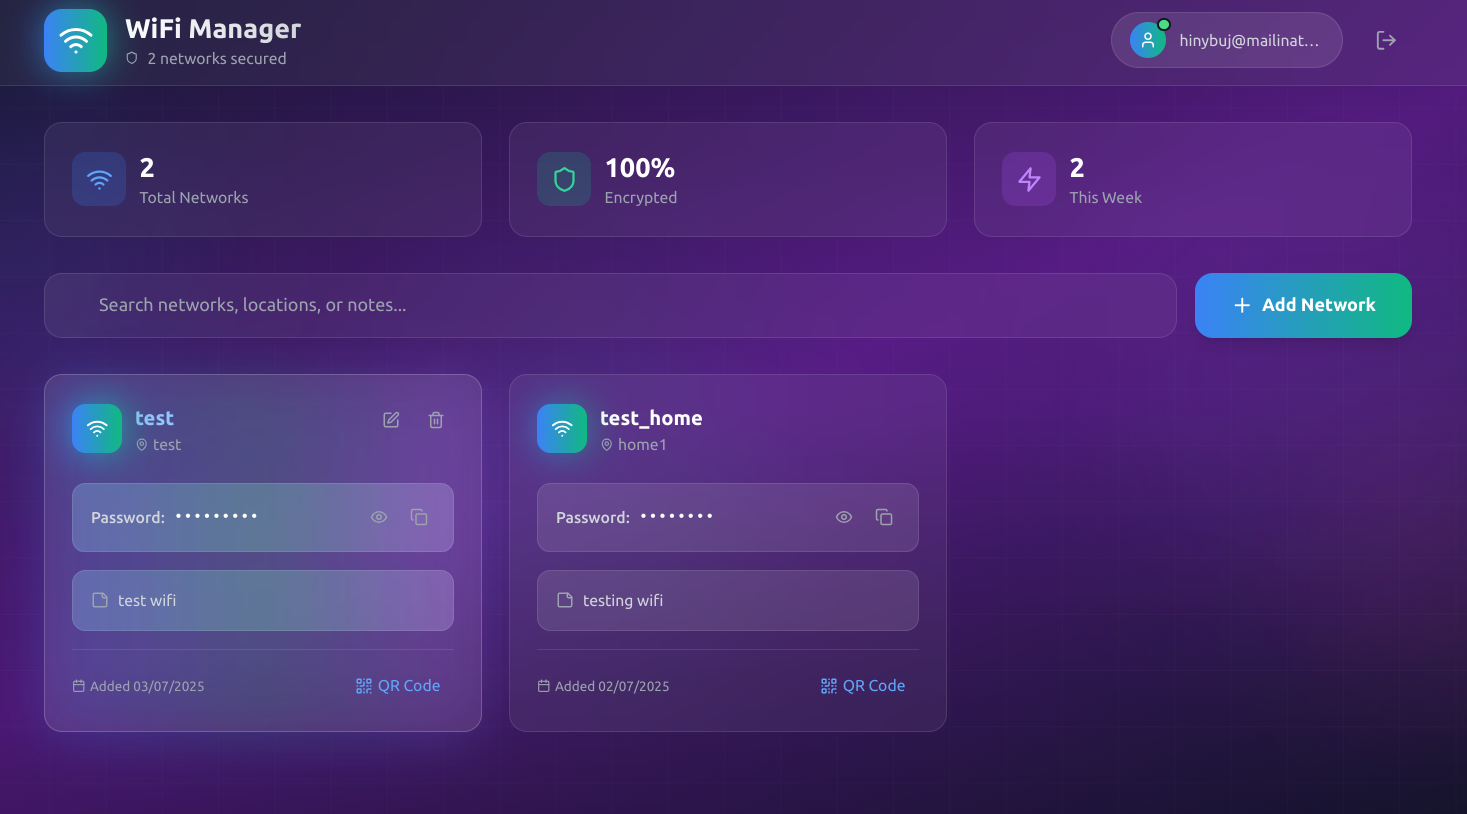 WiFi Manager
2 networks secured
hinybuj@mailinat...
2
Total Networks
100%
Encrypted
2
This Week
Search networks, locations, or notes...
Add Network
test
test
Password: •••••••••
test wifi
Added 03/07/2025
QR Code
test_home
home1
Password: ••••••••
testing wifi
Added 02/07/2025
QR Code